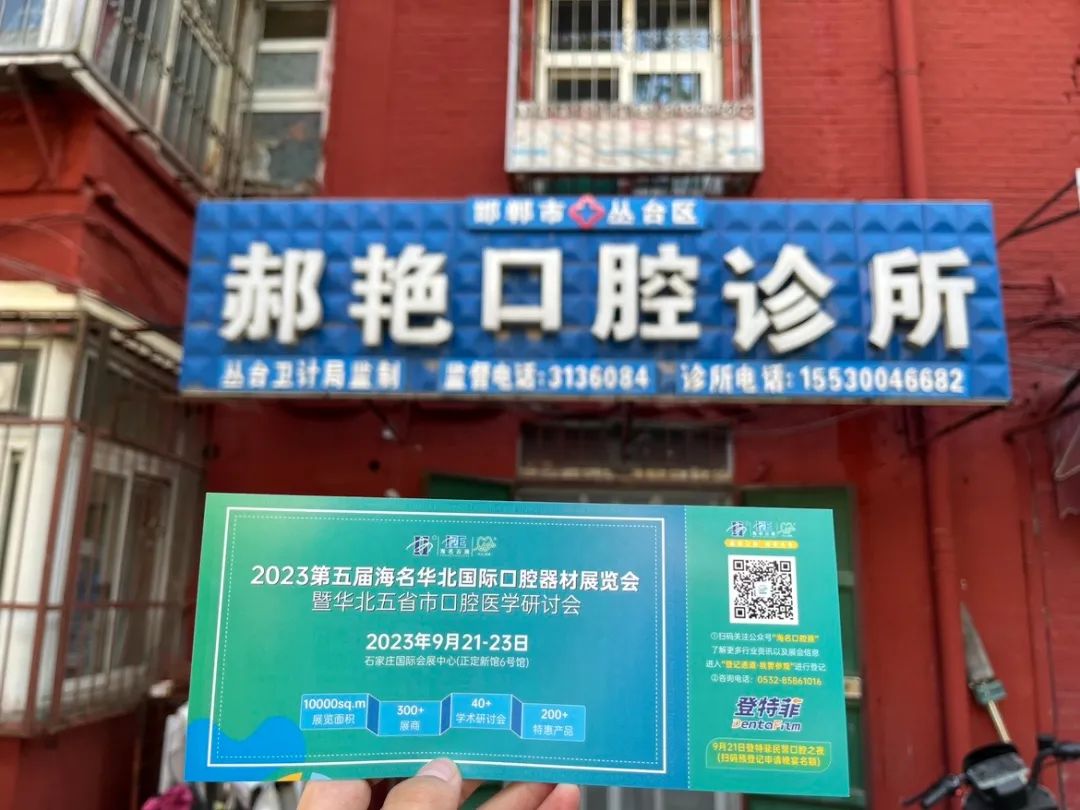 邯郸市 丛台区
郝艳口腔诊所
丛台卫计局监制 监督电话:3136084 诊所电话:15530046682
海名会展
2023第五届海名华北国际口腔器材展览会
暨华北五省市口腔医学研讨会
2023年9月21-23日
石家庄国际会展中心(正定新馆6号馆)
10000sq.m
展览面积
300+
展商
40+
学术研讨会
200+
特惠产品
①扫码关注公众号"海名口腔展"
了解更多行业资讯以及展会信息
进入"登记通道-我要参观"进行登记
②咨询电话：0532-85861016
登特菲
DentaFilm
9月21日登特菲民营口腔之夜
(扫码预登记申请晚宴名额)